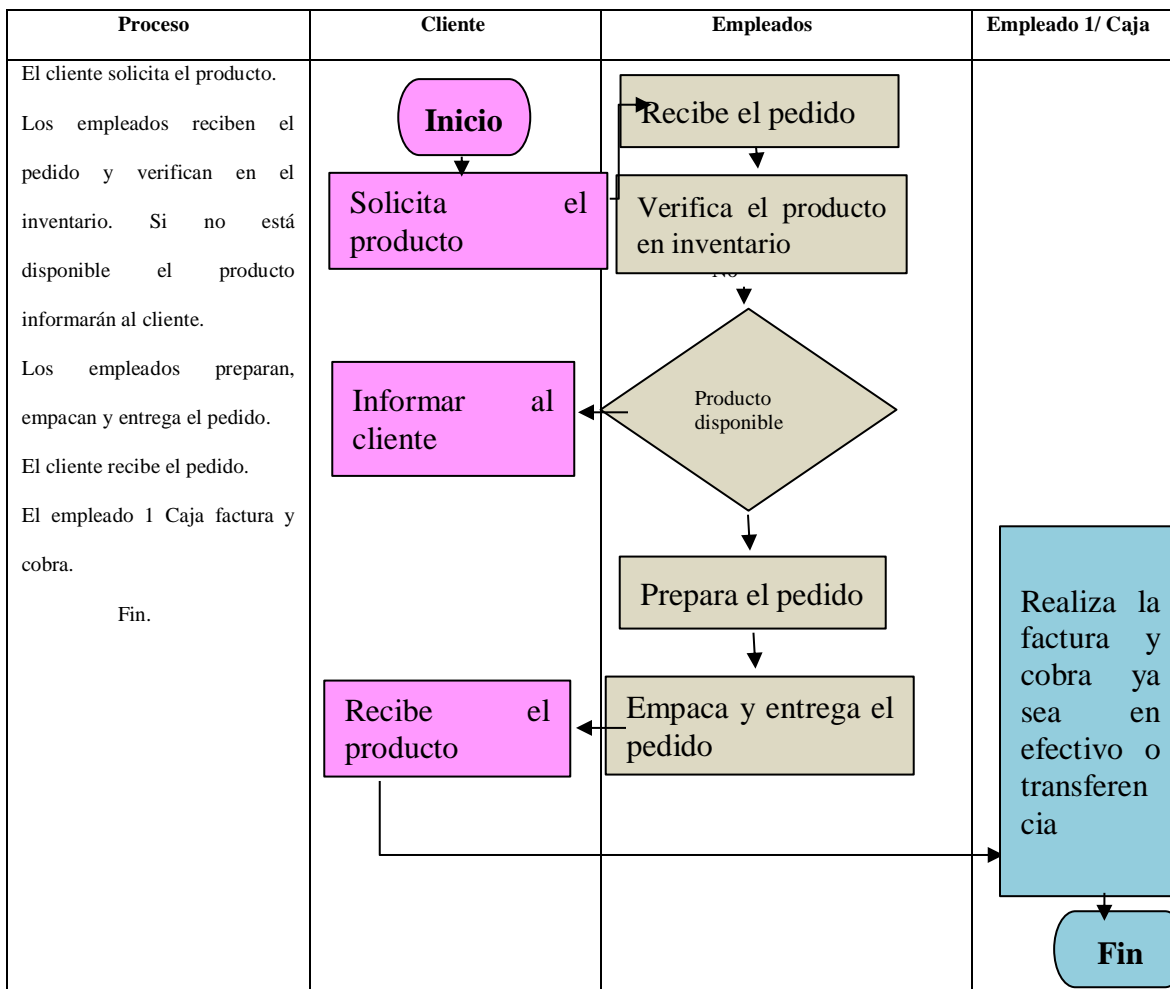 Proceso
Cliente
Empleados
Empleado 1/ Caja
El cliente solicita el producto.
Los empleados reciben el
pedido y verifican en el
inventario. Si no está
disponible el producto
informarán al cliente.
Los empleados preparan,
empacan y entrega el pedido.
El cliente recibe el pedido.
El empleado 1 Caja factura y
cobra.
Fin.
Inicio
Solicita el
producto
Recibe el pedido
Verifica el producto
en inventario
No
Producto
disponible
Informar al
cliente
Prepara el pedido
Empaca y entrega el
pedido
Recibe el
producto
Realiza la
factura y
cobra ya
sea en
efectivo o
transferen
cia
Fin